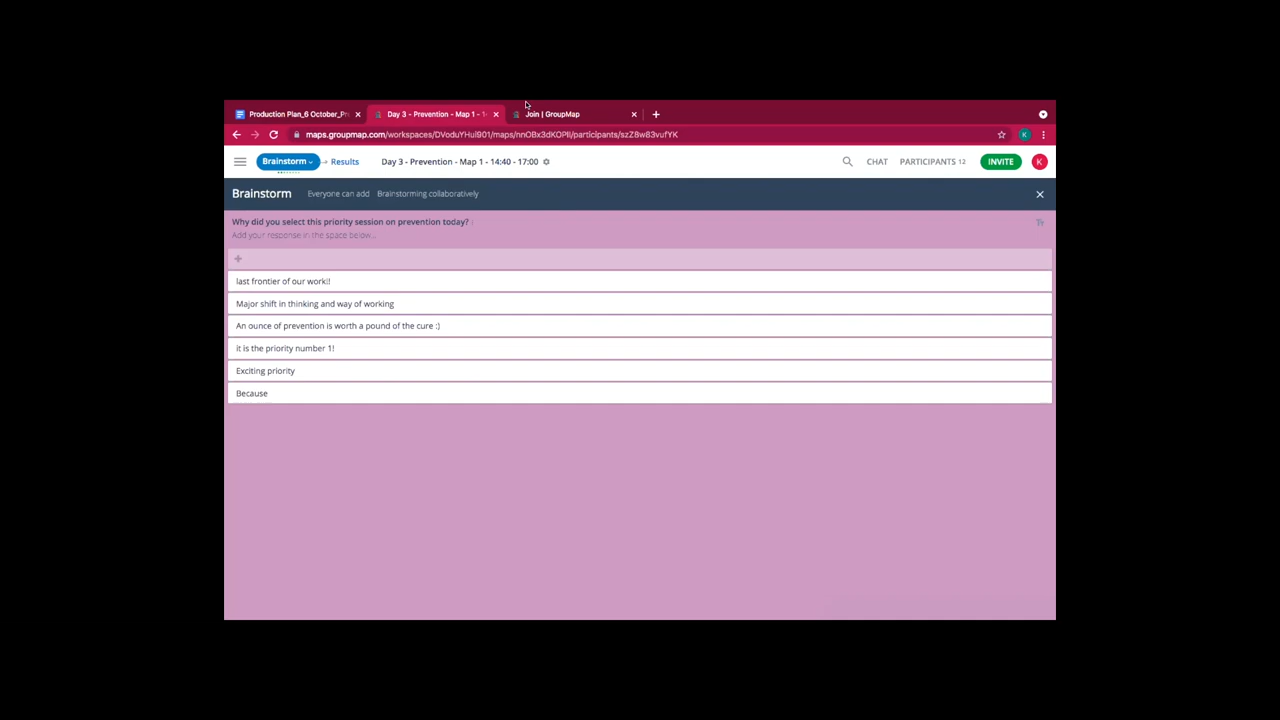 Production Plan_6 October_Pr
Day 3 - Prevention - Map 1 - 1
Join | GroupMap
maps.groupmap.com/workspaces/DVoduYHul901/maps/nnOBx3dKOPli/participants/szZ8w83vufYK
K
Brainstorm
Results
Day 3 - Prevention - Map 1 - 14:40 - 17:00
CHAT
PARTICIPANTS 12
INVITE
K
Brainstorm Everyone can add Brainstorming collaboratively
Why did you select this priority session on prevention today?
Add your response in the space below...
last frontier of our work!!
Major shift in thinking and way of working
An ounce of prevention is worth a pound of the cure :)
it is the priority number 1!
Exciting priority
Because